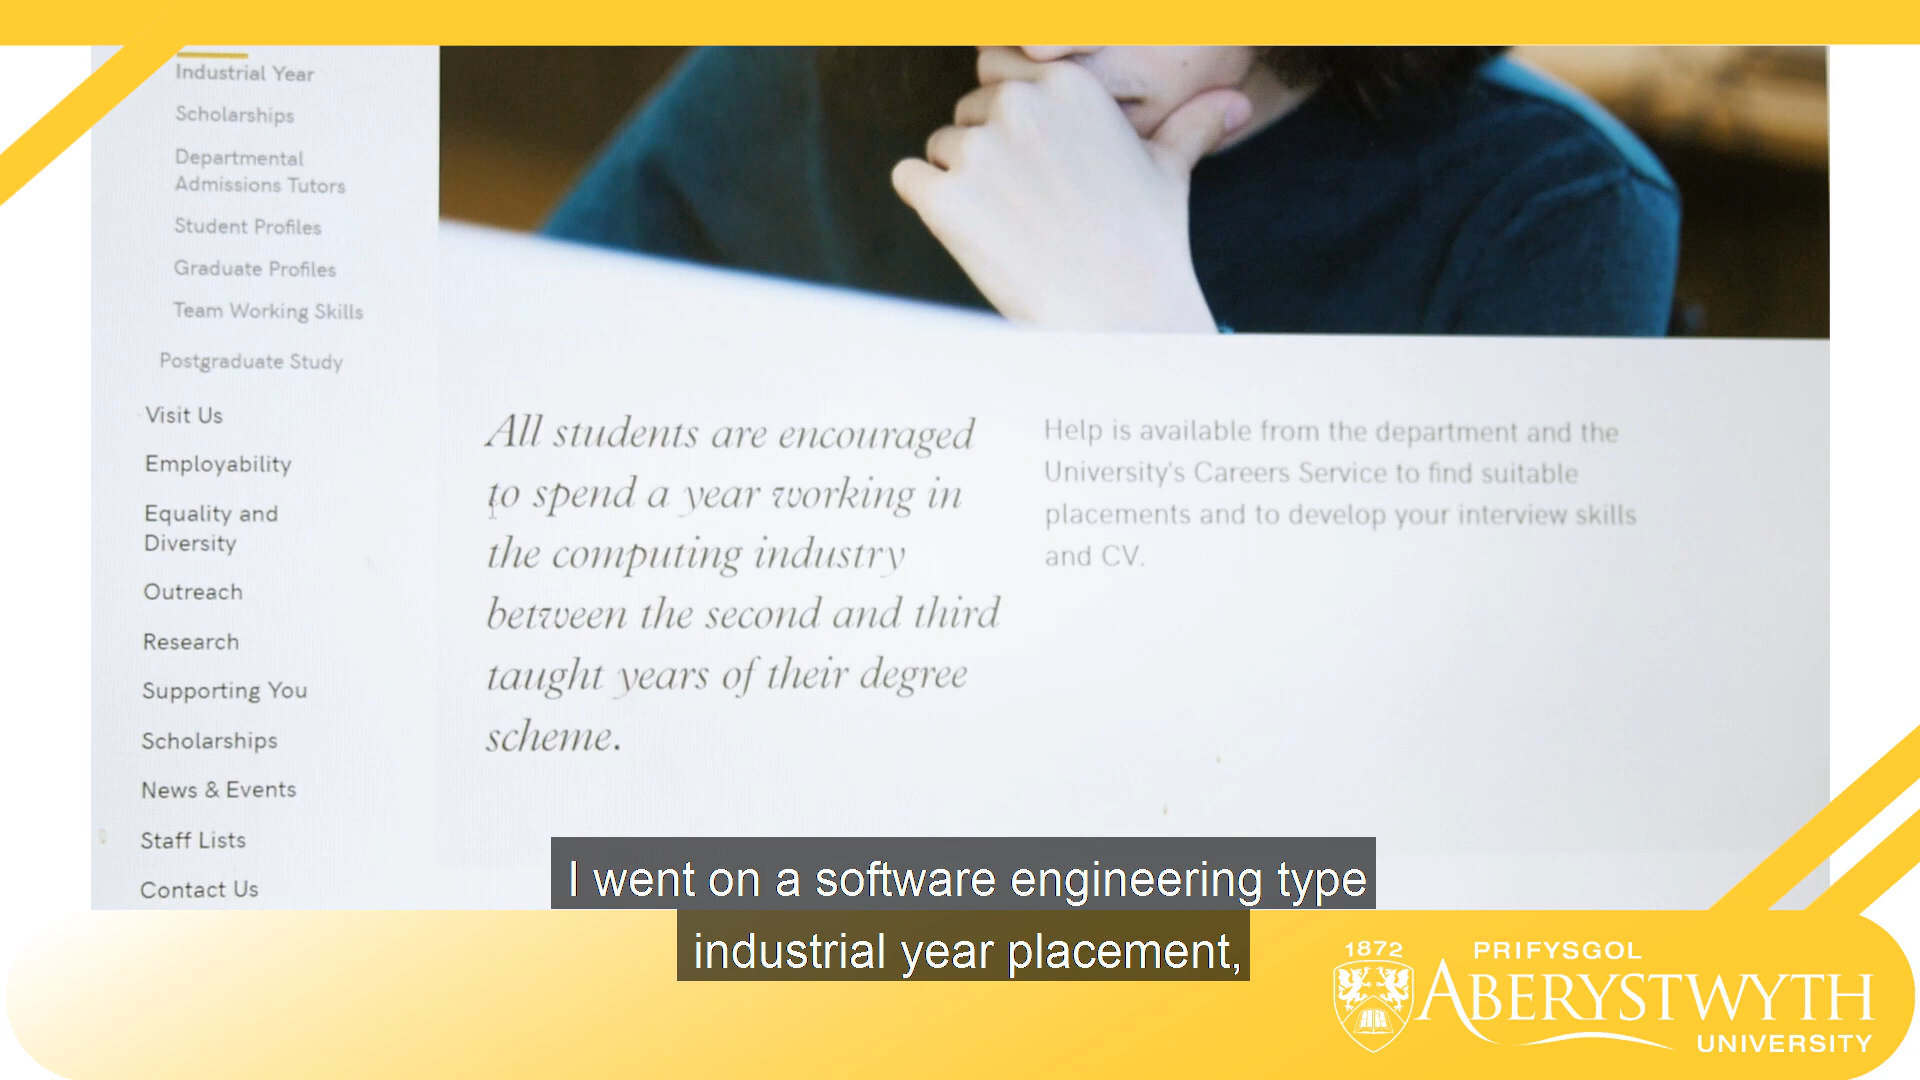 Industrial Year
Scholarships
Departmental
Admissions Tutors
Student Profiles
Graduate Profiles
Team Working Skills
Postgraduate Study
Visit Us
Employability
Equality and
Diversity
Outreach
Research
Supporting You
Scholarships
News & Events
Staff Lists
Contact Us
All students are encouraged
to spend a year working in
the computing industry
between the second and third
taught years of their degree
scheme.
Help is available from the department and the
University's Careers Service to find suitable
placements and to develop your interview skills
and CV.
I went on a software engineering type
industrial year placement,
1872
PRIFYSGOL
ABERYSTWYTH
UNIVERSITY